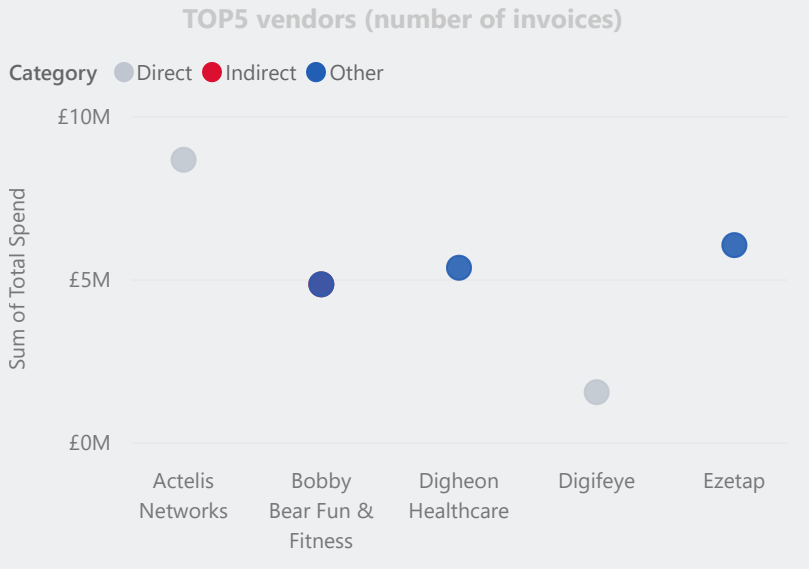 TOP5 vendors (number of invoices)
Category Direct Indirect Other
£10M
£5M
£0M
Sum of Total Spend
Actelis
Networks
Bobby
Bear Fun &
Fitness
Digheon
Healthcare
Digifeye
Ezetap